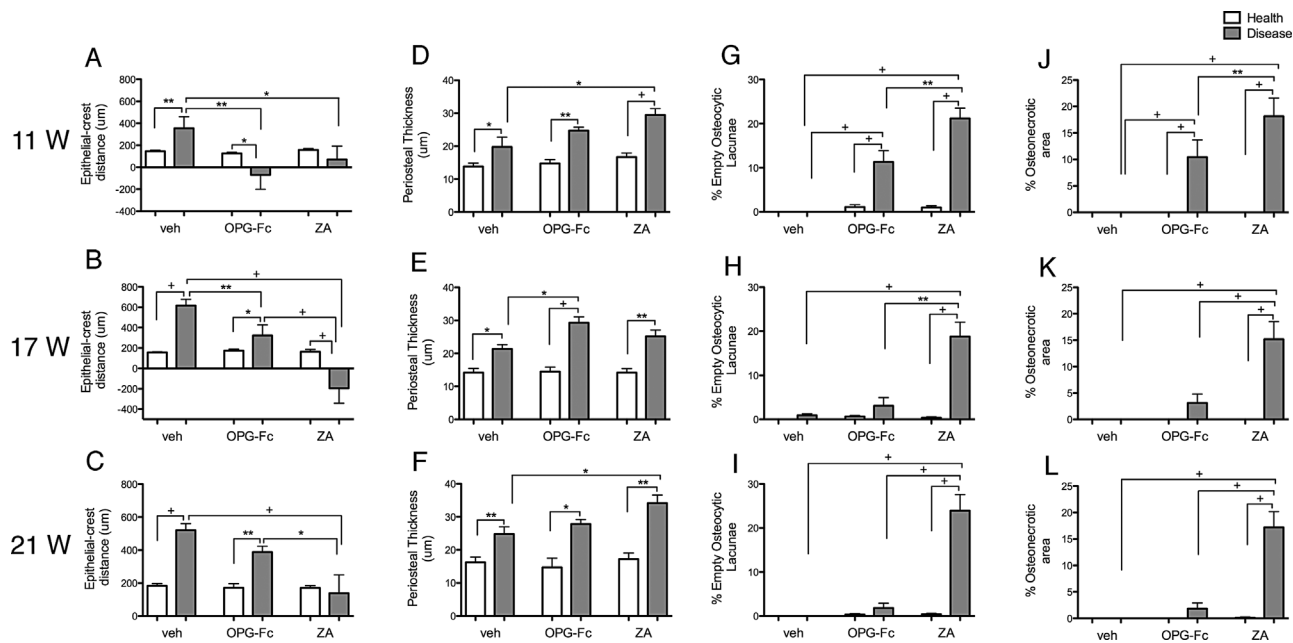 Health
Disease
A
D
G
J
11 W
Epithelial-crest
distance (um)
800
600
400
200
0
-200
-400
**
**
*
*
veh OPG-Fc ZA
Periosteal Thickness
(um)
40
30
20
10
0
*
**
+
*
veh OPG-Fc ZA
% Empty Osteocytic
Lacunae
30
20
10
0
+
**
+
+
+
veh OPG-Fc ZA
% Osteonecrotic
area
25
20
15
10
5
0
+
**
+
+
+
veh OPG-Fc ZA
B
E
H
K
17 W
Epithelial-crest
distance (um)
800
600
400
200
0
-200
-400
+
+
**
*
+
+
veh OPG-Fc ZA
Periosteal Thickness
(um)
40
30
20
10
0
*
*
+
**
veh OPG-Fc ZA
% Empty Osteocytic
Lacunae
30
20
10
0
+
**
+
veh OPG-Fc ZA
% Osteonecrotic
area
25
20
15
10
5
0
+
+
+
veh OPG-Fc ZA
C
F
I
L
21 W
Epithelial-crest
distance (um)
800
600
400
200
0
+
+
**
*
veh OPG-Fc ZA
Periosteal Thickness
(um)
40
30
20
10
0
**
*
*
**
veh OPG-Fc ZA
% Empty Osteocytic
Lacunae
30
20
10
0
+
+
+
veh OPG-Fc ZA
% Osteonecrotic
area
25
20
15
10
5
0
+
+
+
veh OPG-Fc ZA